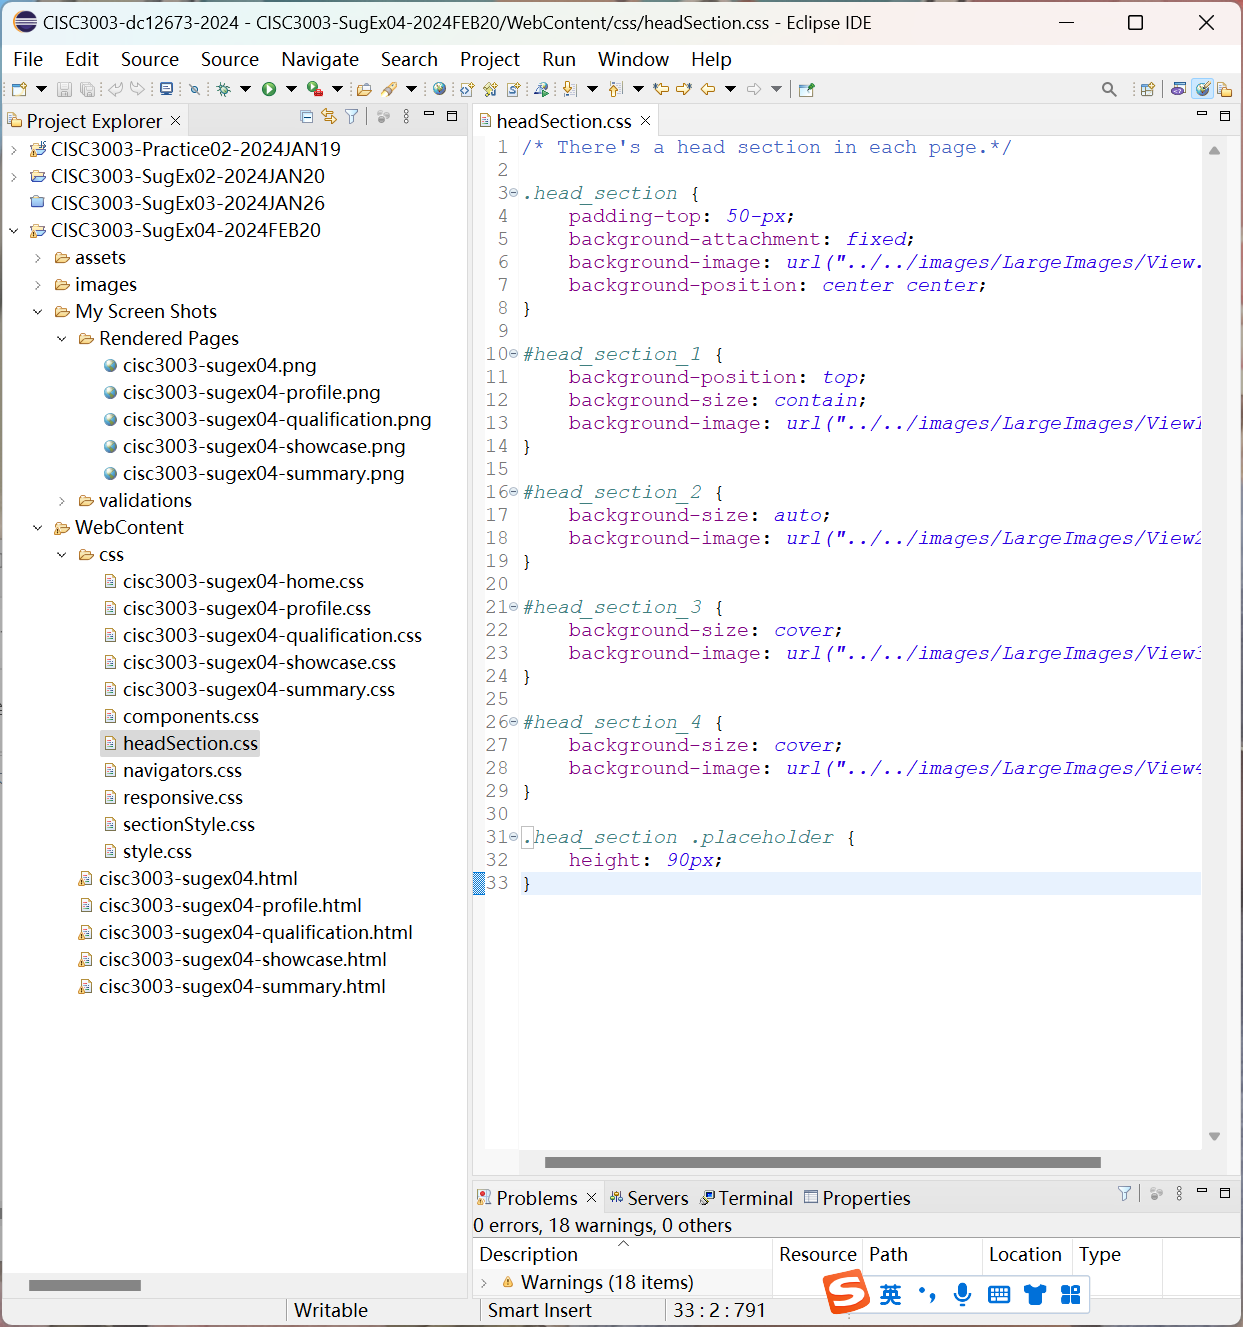 CISC3003-dc12673-2024 - CISC3003-SugEx04-2024FEB20/WebContent/css/headSection.css - Eclipse IDE
File Edit Source Source Navigate Search Project Run Window Help
Project Explorer
CISC3003-Practice02-2024JAN19
CISC3003-SugEx02-2024JAN20
CISC3003-SugEx03-2024JAN26
CISC3003-SugEx04-2024FEB20
assets
images
My Screen Shots
Rendered Pages
cisc3003-sugex04.png
cisc3003-sugex04-profile.png
cisc3003-sugex04-qualification.png
cisc3003-sugex04-showcase.png
cisc3003-sugex04-summary.png
validations
WebContent
css
cisc3003-sugex04-home.css
cisc3003-sugex04-profile.css
cisc3003-sugex04-qualification.css
cisc3003-sugex04-showcase.css
cisc3003-sugex04-summary.css
components.css
headSection.css
navigators.css
responsive.css
sectionStyle.css
style.css
cisc3003-sugex04.html
cisc3003-sugex04-profile.html
cisc3003-sugex04-qualification.html
cisc3003-sugex04-showcase.html
cisc3003-sugex04-summary.html
headSection.css
1 /* There's a head section in each page.*/
2
3 .head_section {
4 padding-top: 50-px;
5 background-attachment: fixed;
6 background-image: url("../../images/LargeImages/View.
7 background-position: center center;
8 }
9
10 #head_section_1 {
11 background-position: top;
12 background-size: contain;
13 background-image: url("../../images/LargeImages/View1
14 }
15
16 #head_section_2 {
17 background-size: auto;
18 background-image: url("../../images/LargeImages/View2
19 }
20
21 #head_section_3 {
22 background-size: cover;
23 background-image: url("../../images/LargeImages/View3
24 }
25
26 #head_section_4 {
27 background-size: cover;
28 background-image: url("../../images/LargeImages/View4
29 }
30
31 .head_section .placeholder {
32 height: 90px;
33 }
Problems Servers Terminal Properties
0 errors, 18 warnings, 0 others
Description Resource Path Location Type
Warnings (18 items)
Writable Smart Insert 33 : 2 : 791
英